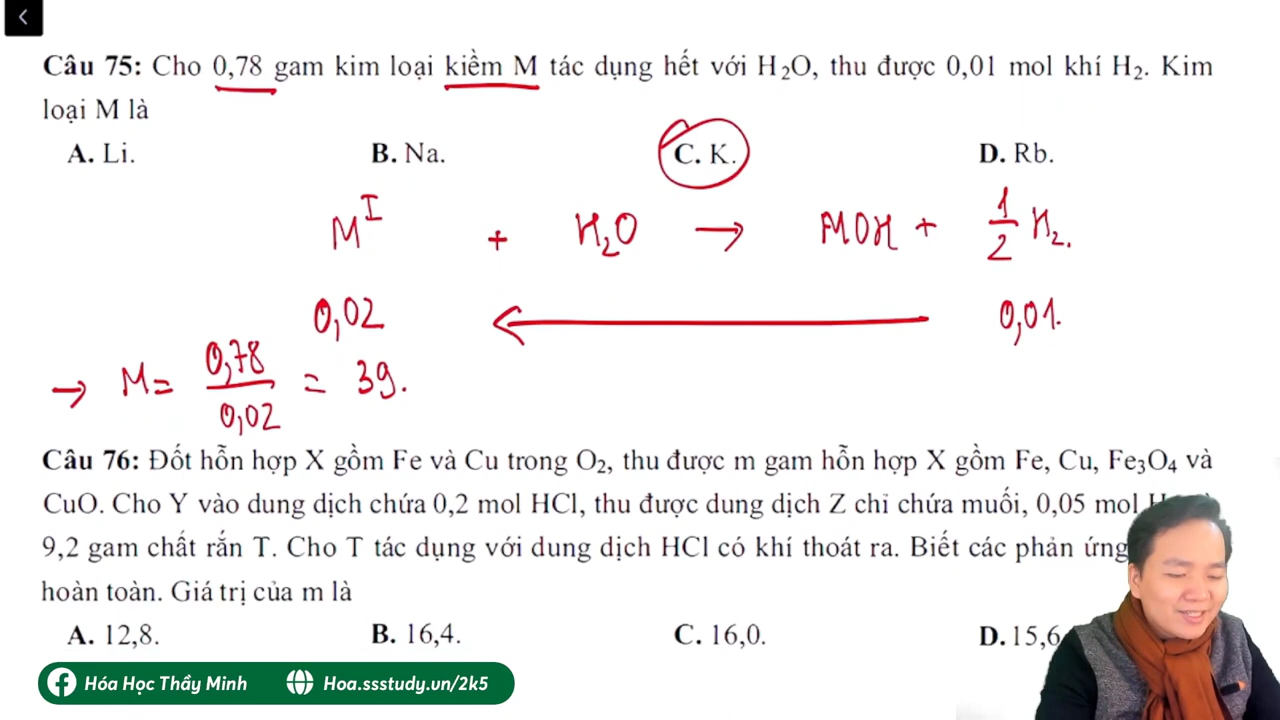 Câu 75: Cho 0,78 gam kim loại kiềm M tác dụng hết với H₂O, thu được 0,01 mol khí H₂. Kim
loại M là
A. Li. B. Na. C. K. D. Rb.
Mᴵ + H₂O → MOH + 1/2 H₂.
0,02 ← 0,01.
→ M = 0,78/0,02 = 39.
Câu 76: Đốt hỗn hợp X gồm Fe và Cu trong O₂, thu được m gam hỗn hợp X gồm Fe, Cu, Fe₃O₄ và
CuO. Cho Y vào dung dịch chứa 0,2 mol HCl, thu được dung dịch Z chỉ chứa muối, 0,05 mol
9,2 gam chất rắn T. Cho T tác dụng với dung dịch HCl có khí thoát ra. Biết các phản ứng
hoàn toàn. Giá trị của m là
A. 12,8. B. 16,4. C. 16,0. D. 15,6
Hóa Học Thầy Minh Hoa.ssstudy.vn/2k5